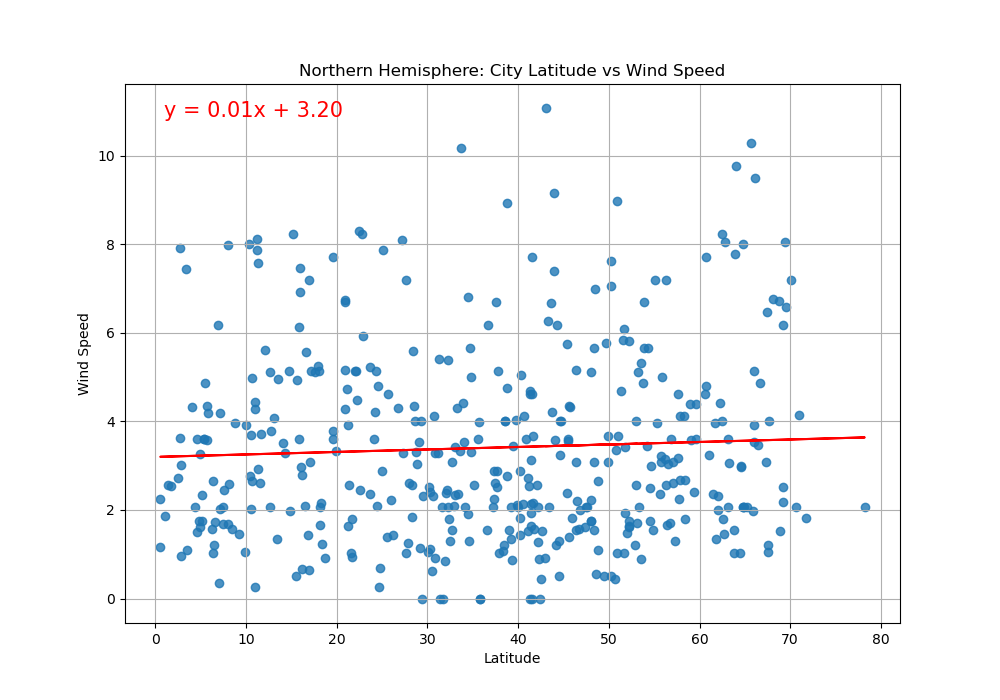 Northern Hemisphere: City Latitude vs Wind Speed
y = 0.01x + 3.20
Wind Speed
10
8
6
4
2
0
0 10 20 30 40 50 60 70 80
Latitude